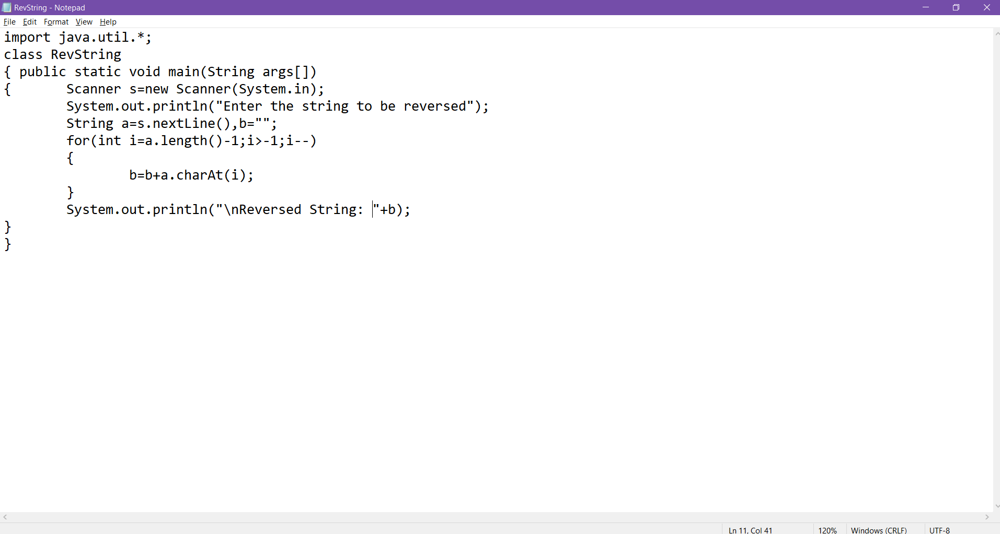 RevString - Notepad
File Edit Format View Help
import java.util.*;
class RevString
{ public static void main(String args[])
{       Scanner s=new Scanner(System.in);
        System.out.println("Enter the string to be reversed");
        String a=s.nextLine(),b="";
        for(int i=a.length()-1;i>-1;i--)
        {
                b=b+a.charAt(i);
        }
        System.out.println("\nReversed String: "+b);
}
}
Ln 11, Col 41 120% Windows (CRLF) UTF-8